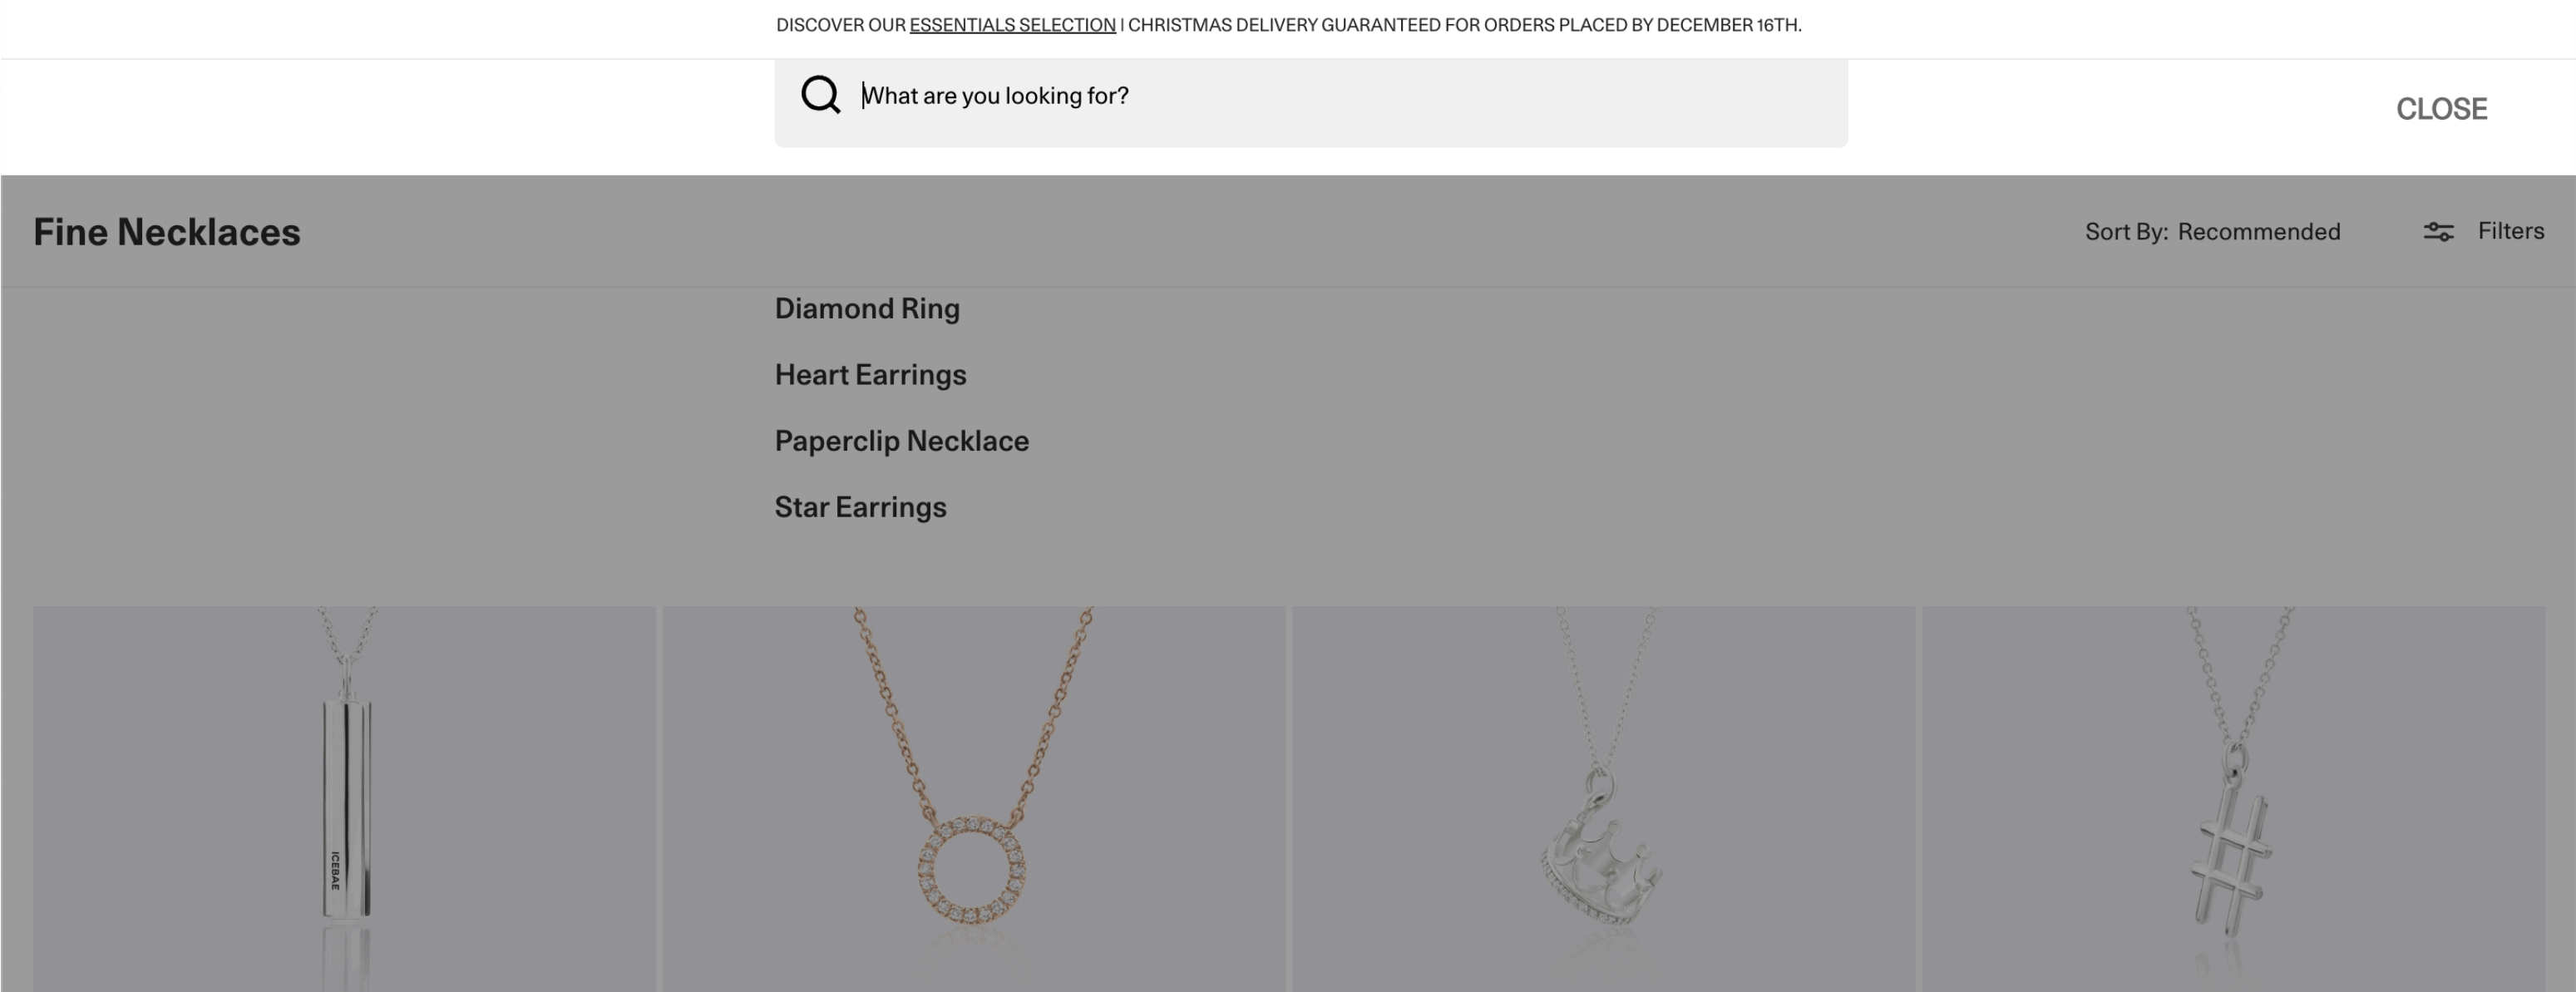 DISCOVER OUR ESSENTIALS SELECTION | CHRISTMAS DELIVERY GUARANTEED FOR ORDERS PLACED BY DECEMBER 16TH.
What are you looking for?
CLOSE
Fine Necklaces
Sort By: Recommended
Filters
Diamond Ring
Heart Earrings
Paperclip Necklace
Star Earrings
ICEBAE